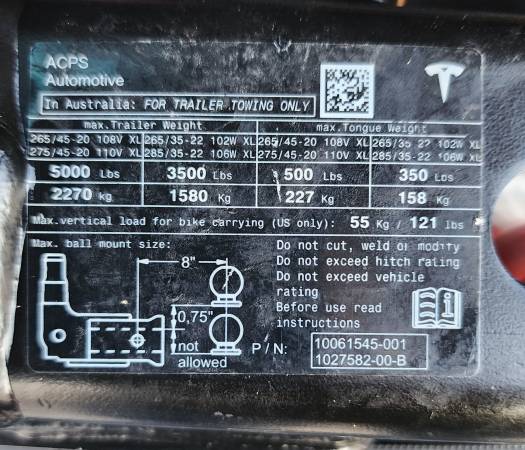 ACPS
Automotive
In Australia: FOR TRAILER TOWING ONLY
max.Trailer Weight max.Tongue Weight
265/45-20 108V XL 265/35-22 102W XL 265/45-20 108V XL 265/35 22 102W XL
275/45-20 110V XL 285/35-22 106W XL 275/45-20 110V XL 285/35-22 106W XL
5000 Lbs 3500 Lbs 500 Lbs 350 Lbs
2270 Kg 1580 Kg 227 Kg 158 Kg
Max.vertical load for bike carrying (US only): 55 Kg / 121 lbs
Max. ball mount size:
8"
0,75"
not
allowed
Do not cut, weld or modify
Do not exceed hitch rating
Do not exceed vehicle
rating
Before use read
instructions
P/N: 10061545-001
1027582-00-B